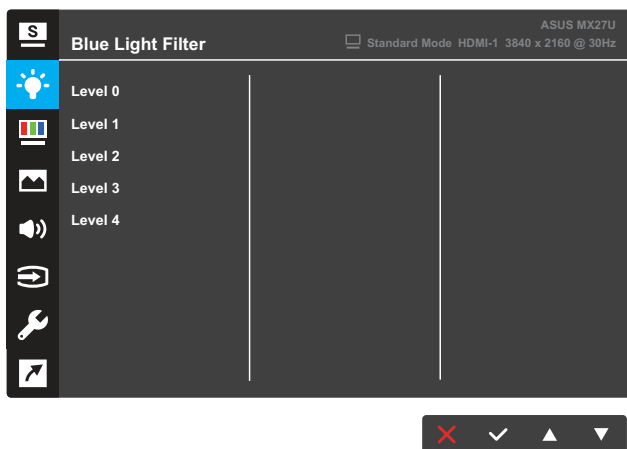 S
ASUS MX27U
Blue Light Filter
Standard Mode HDMI-1 3840 x 2160 @ 30Hz
Level 0
Level 1
Level 2
Level 3
Level 4